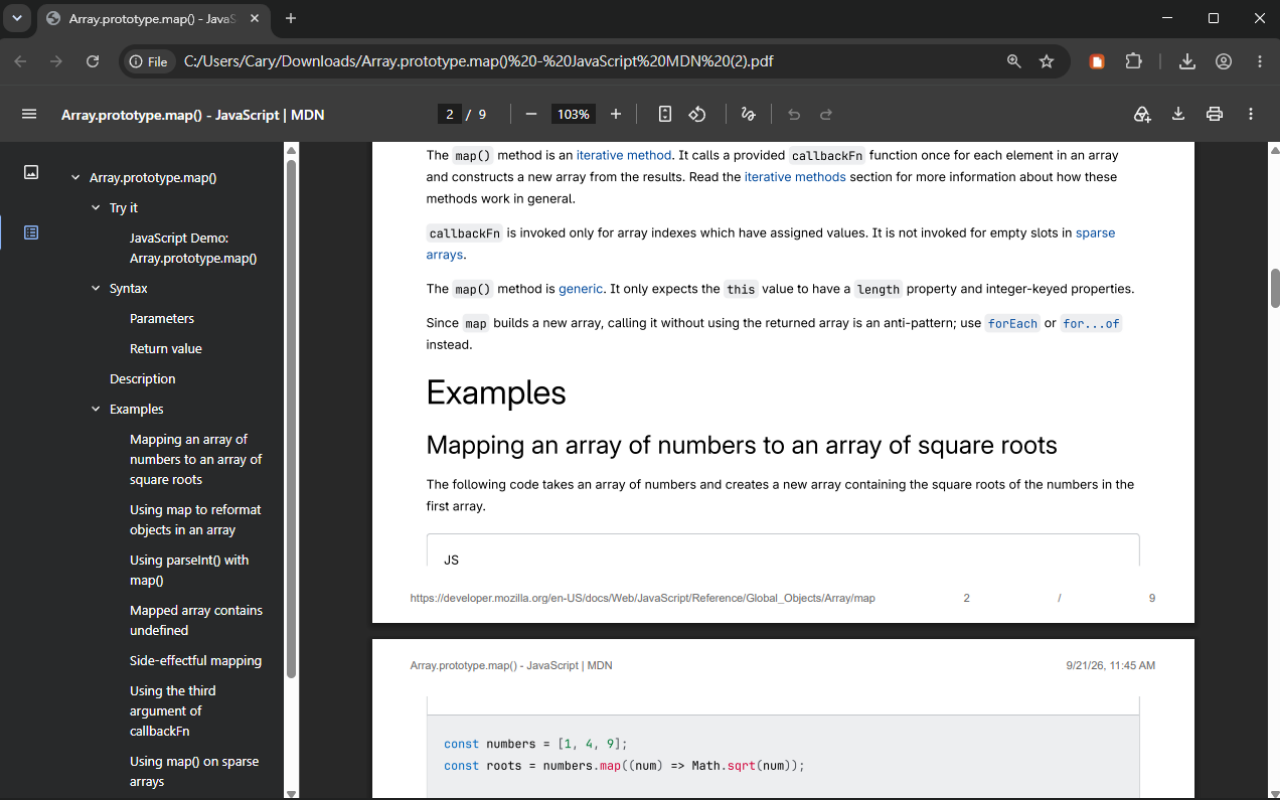 Array.prototype.map() - JavaS
File
C:/Users/Cary/Downloads/Array.prototype.map()%20-%20JavaScript%20MDN%20(2).pdf
Array.prototype.map() - JavaScript | MDN
2 / 9
103%
Array.prototype.map()
Try it
JavaScript Demo:
Array.prototype.map()
Syntax
Parameters
Return value
Description
Examples
Mapping an array of
numbers to an array of
square roots
Using map to reformat
objects in an array
Using parseInt() with
map()
Mapped array contains
undefined
Side-effectful mapping
Using the third
argument of
callbackFn
Using map() on sparse
arrays
The map() method is an iterative method. It calls a provided callbackFn function once for each element in an array
and constructs a new array from the results. Read the iterative methods section for more information about how these
methods work in general.
callbackFn is invoked only for array indexes which have assigned values. It is not invoked for empty slots in sparse
arrays.
The map() method is generic. It only expects the this value to have a length property and integer-keyed properties.
Since map builds a new array, calling it without using the returned array is an anti-pattern; use forEach or for...of
instead.
Examples
Mapping an array of numbers to an array of square roots
The following code takes an array of numbers and creates a new array containing the square roots of the numbers in the
first array.
JS
https://developer.mozilla.org/en-US/docs/Web/JavaScript/Reference/Global_Objects/Array/map 2 / 9
Array.prototype.map() - JavaScript | MDN 9/21/26, 11:45 AM
const numbers = [1, 4, 9];
const roots = numbers.map((num) => Math.sqrt(num));